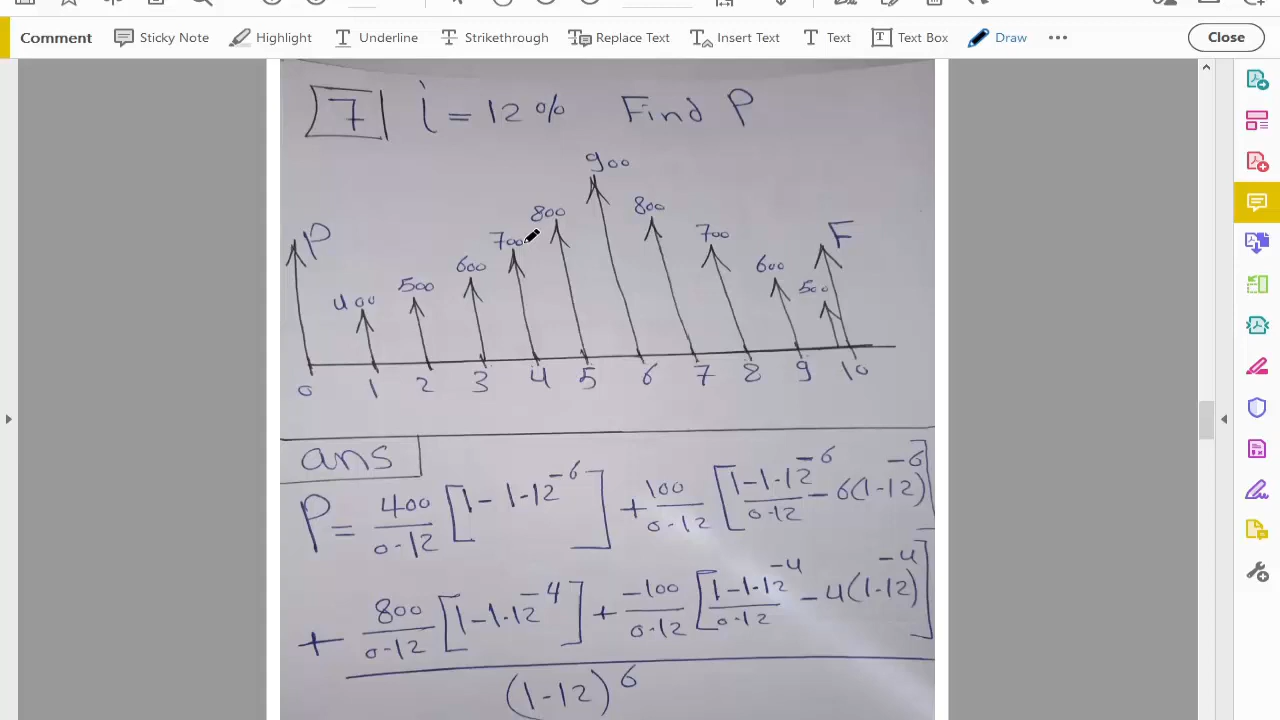 Comment Sticky Note Highlight Underline Strikethrough Replace Text Insert Text Text Text Box Draw Close
7 i = 12 % Find P
900
800 800
700 700
P F
600 600
400 500 500
0 1 2 3 4 5 6 7 8 9 10
ans
P = 400/0.12 [1 - 1.12^-6] + 100/0.12 [(1 - 1.12^-6)/0.12 - 6(1.12)^-6]
+ (800/0.12 [1 - 1.12^-4] + -100/0.12 [(1 - 1.12^-4)/0.12 - 4(1.12)^-4])/(1.12)^6